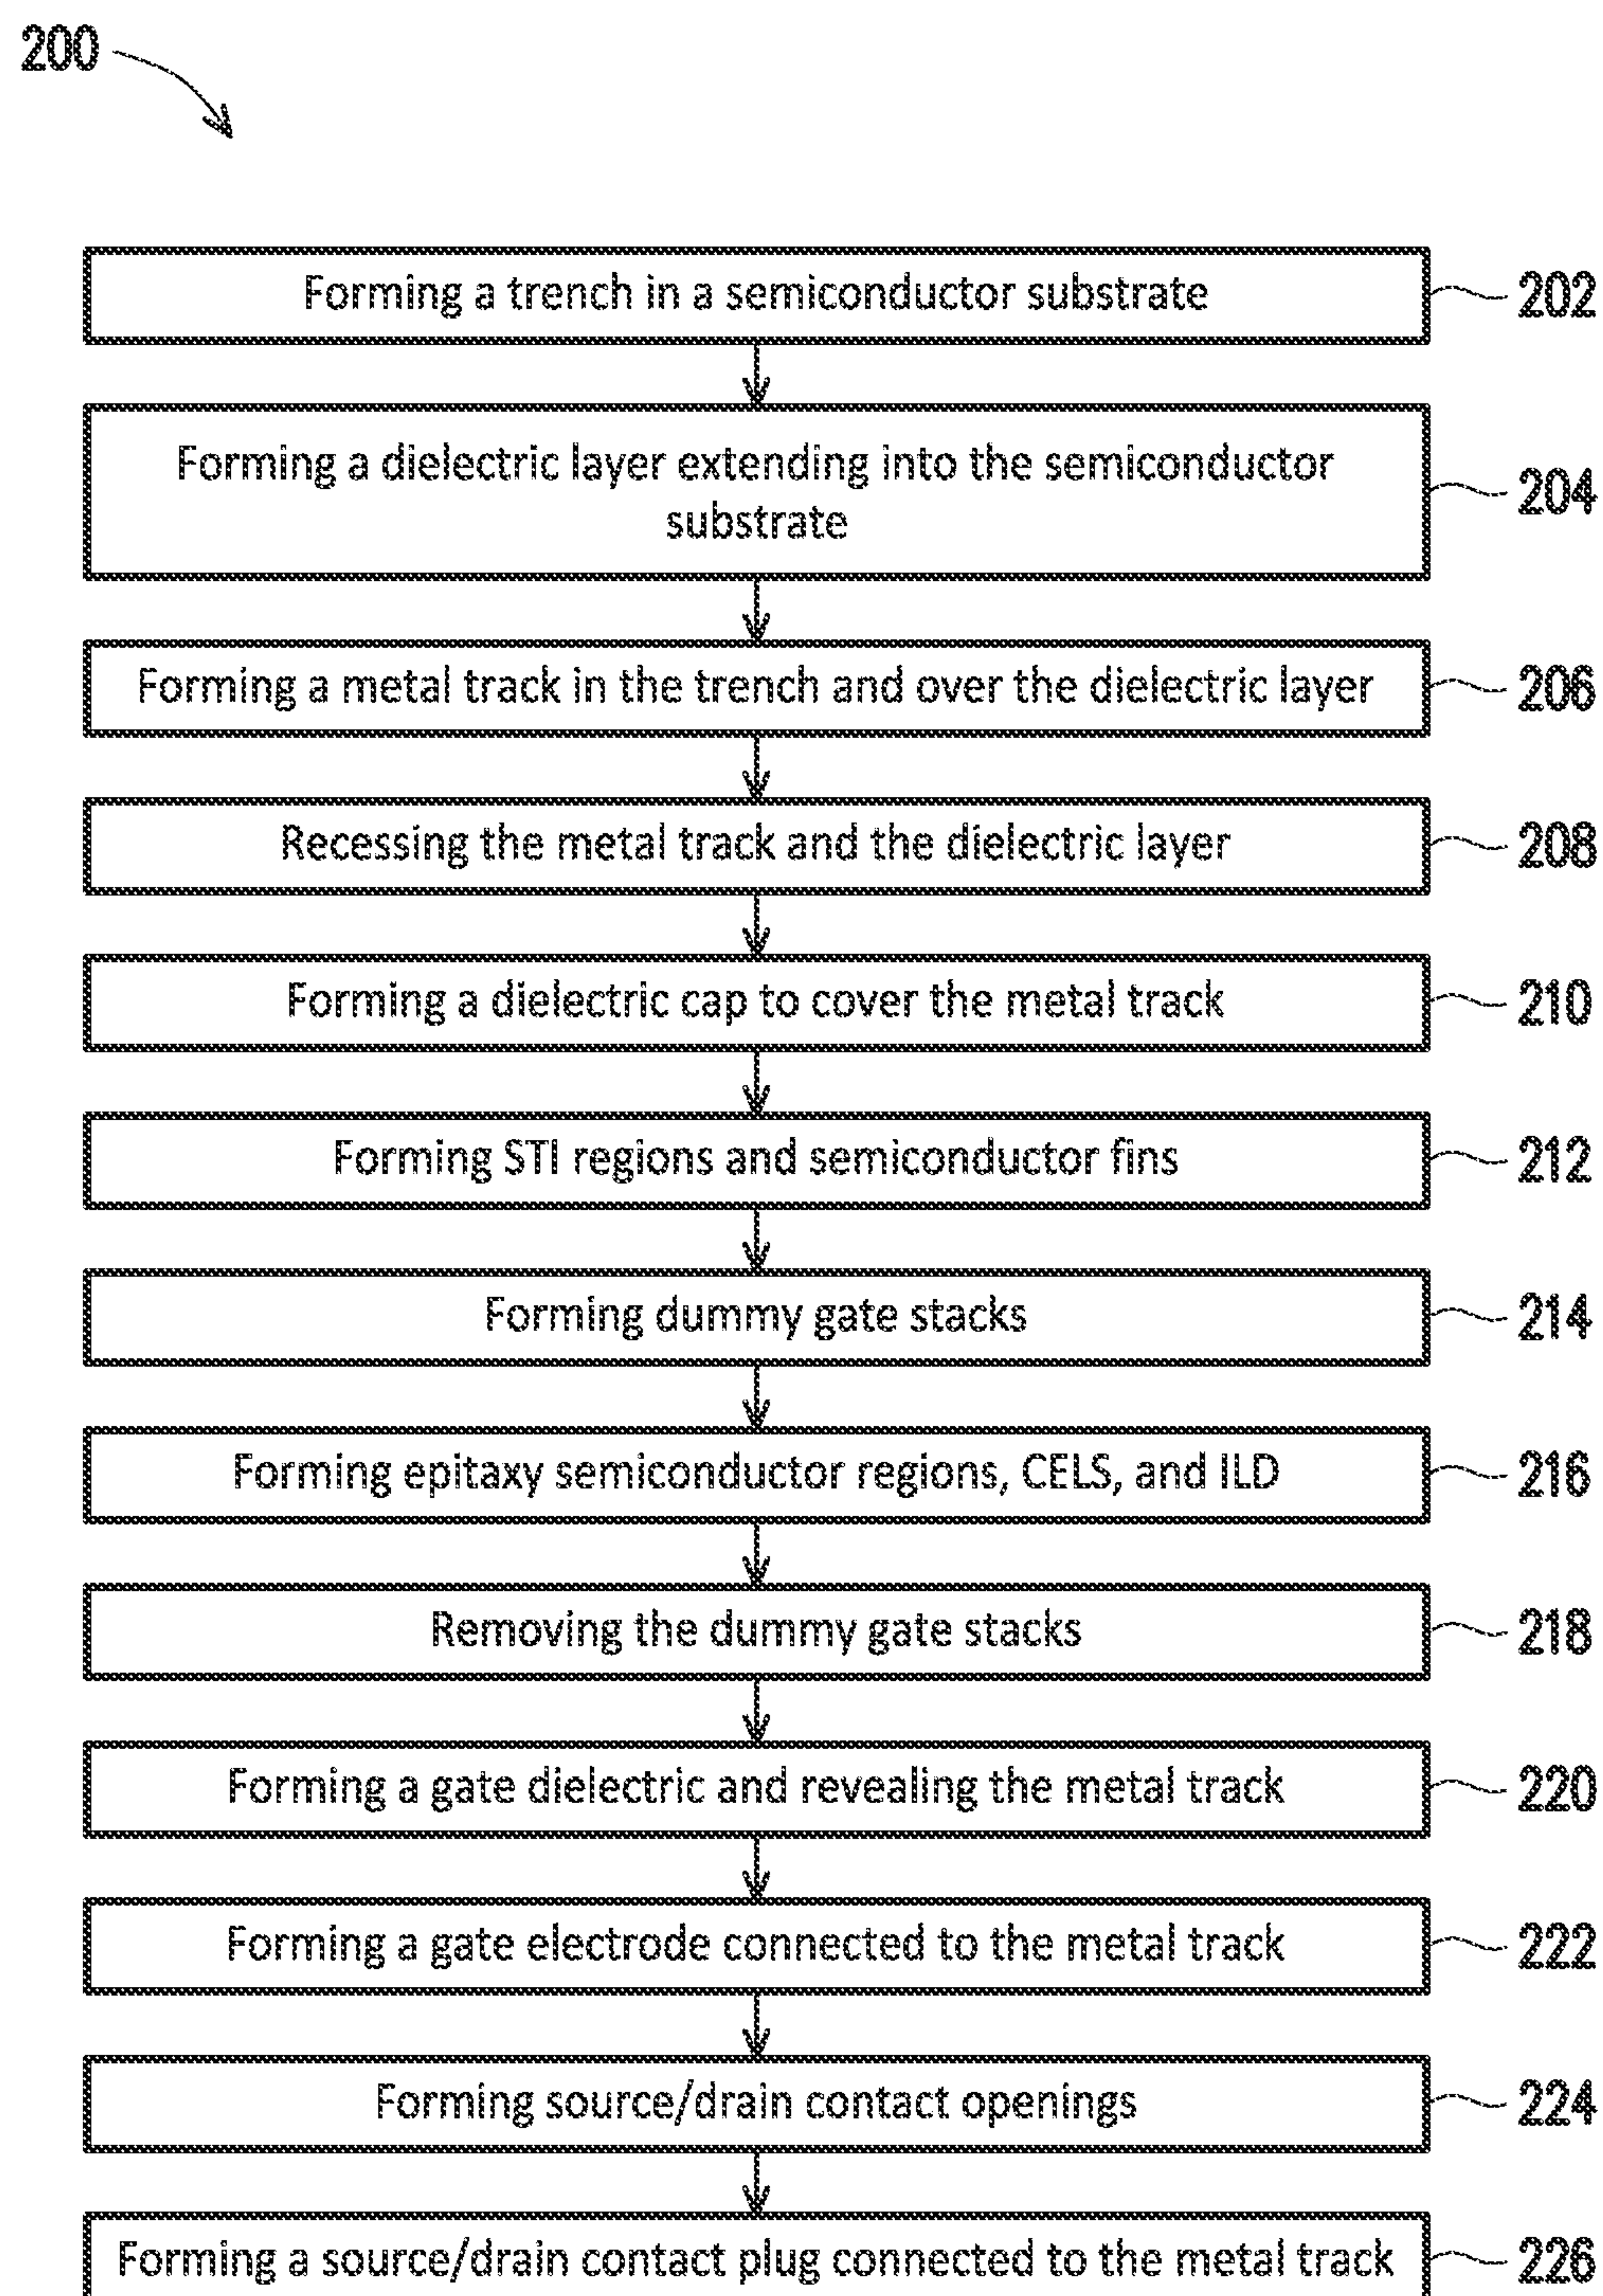 200
Forming a trench in a semiconductor substrate
202
Forming a dielectric layer extending into the semiconductor
substrate
204
Forming a metal track in the trench and over the dielectric layer
206
Recessing the metal track and the dielectric layer
208
Forming a dielectric cap to cover the metal track
210
Forming STI regions and semiconductor fins
212
Forming dummy gate stacks
214
Forming epitaxy semiconductor regions, CELS, and ILD
216
Removing the dummy gate stacks
218
Forming a gate dielectric and revealing the metal track
220
Forming a gate electrode connected to the metal track
222
Forming source/drain contact openings
224
Forming a source/drain contact plug connected to the metal track
226